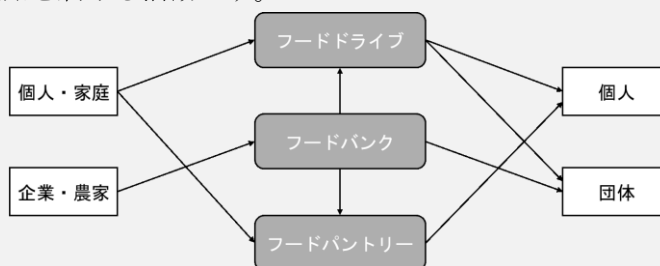 フードドライブ
個人・家庭
個人
フードバンク
企業・農家
団体
フードパントリー